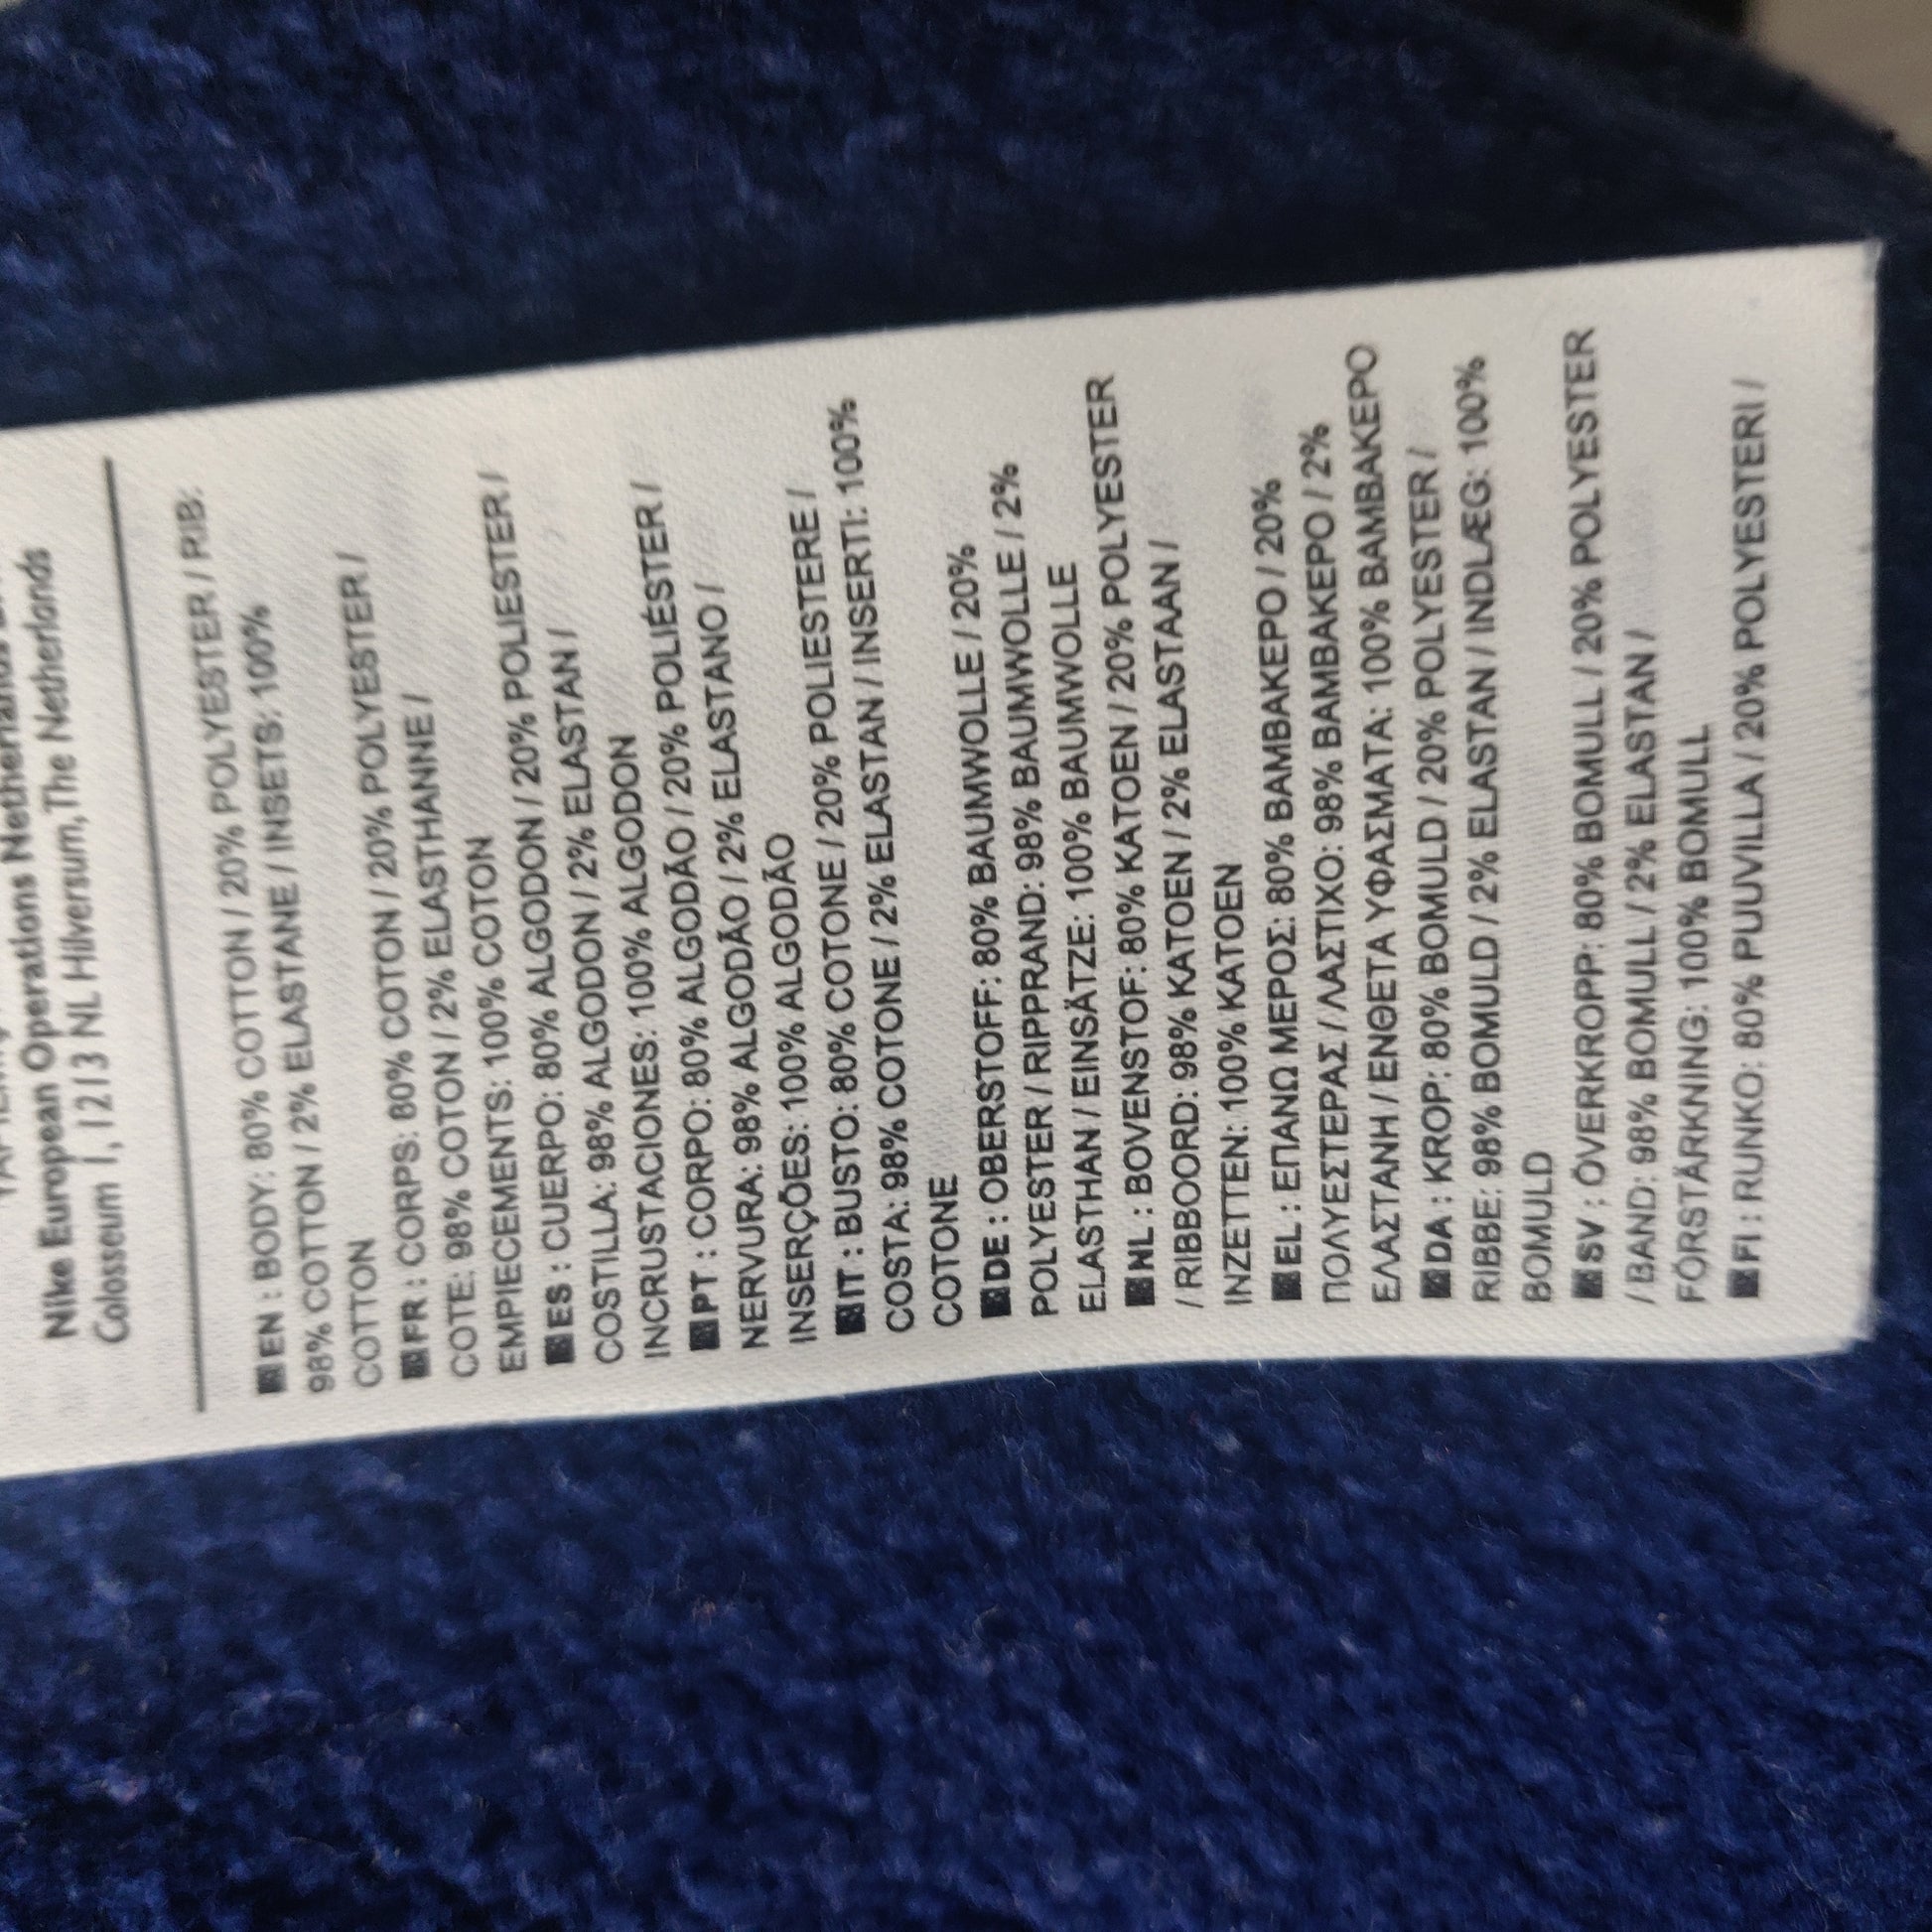 Nike European Operations Netherlands
Colosseum 1, 1213 NL Hilversum, The Netherlands
EN : BODY: 80% COTTON / 20% POLYESTER / RIB:
98% COTTON / 2% ELASTANE / INSETS: 100%
COTTON
FR : CORPS: 80% COTON / 20% POLYESTER /
COTE: 98% COTON / 2% ELASTHANNE /
EMPIECEMENTS: 100% COTON
ES : CUERPO: 80% ALGODON / 20% POLIESTER /
COSTILLA: 98% ALGODON / 2% ELASTAN /
INCRUSTACIONES: 100% ALGODON
PT : CORPO: 80% ALGODÃO / 20% POLIÉSTER /
NERVURA: 98% ALGODÃO / 2% ELASTANO /
INSERÇÕES: 100% ALGODÃO
IT : BUSTO: 80% COTONE / 20% POLIESTERE /
COSTA: 98% COTONE / 2% ELASTAN / INSERTI: 100%
COTONE
DE : OBERSTOFF: 80% BAUMWOLLE / 20%
POLYESTER / RIPPRAND: 98% BAUMWOLLE / 2%
ELASTHAN / EINSÄTZE: 100% BAUMWOLLE
NL : BOVENSTOF: 80% KATOEN / 20% POLYESTER
/ RIBBOORD: 98% KATOEN / 2% ELASTAAN /
INZETTEN: 100% KATOEN
EL : ΕΠΑΝΩ ΜΕΡΟΣ: 80% ΒΑΜΒΑΚΕΡΟ / 20%
ΠΟΛΥΕΣΤΕΡΑΣ / ΛΑΣΤΙΧΟ: 98% ΒΑΜΒΑΚΕΡΟ / 2%
ΕΛΑΣΤΑΝΗ / ΕΝΘΕΤΑ ΥΦΑΣΜΑΤΑ: 100% ΒΑΜΒΑΚΕΡΟ
DA : KROP: 80% BOMULD / 20% POLYESTER /
RIBBE: 98% BOMULD / 2% ELASTAN / INDLÆG: 100%
BOMULD
SV : ÖVERKROPP: 80% BOMULL / 20% POLYESTER
/ BAND: 98% BOMULL / 2% ELASTAN /
FÖRSTÄRKNING: 100% BOMULL
FI : RUNKO: 80% PUUVILLA / 20% POLYESTERI /